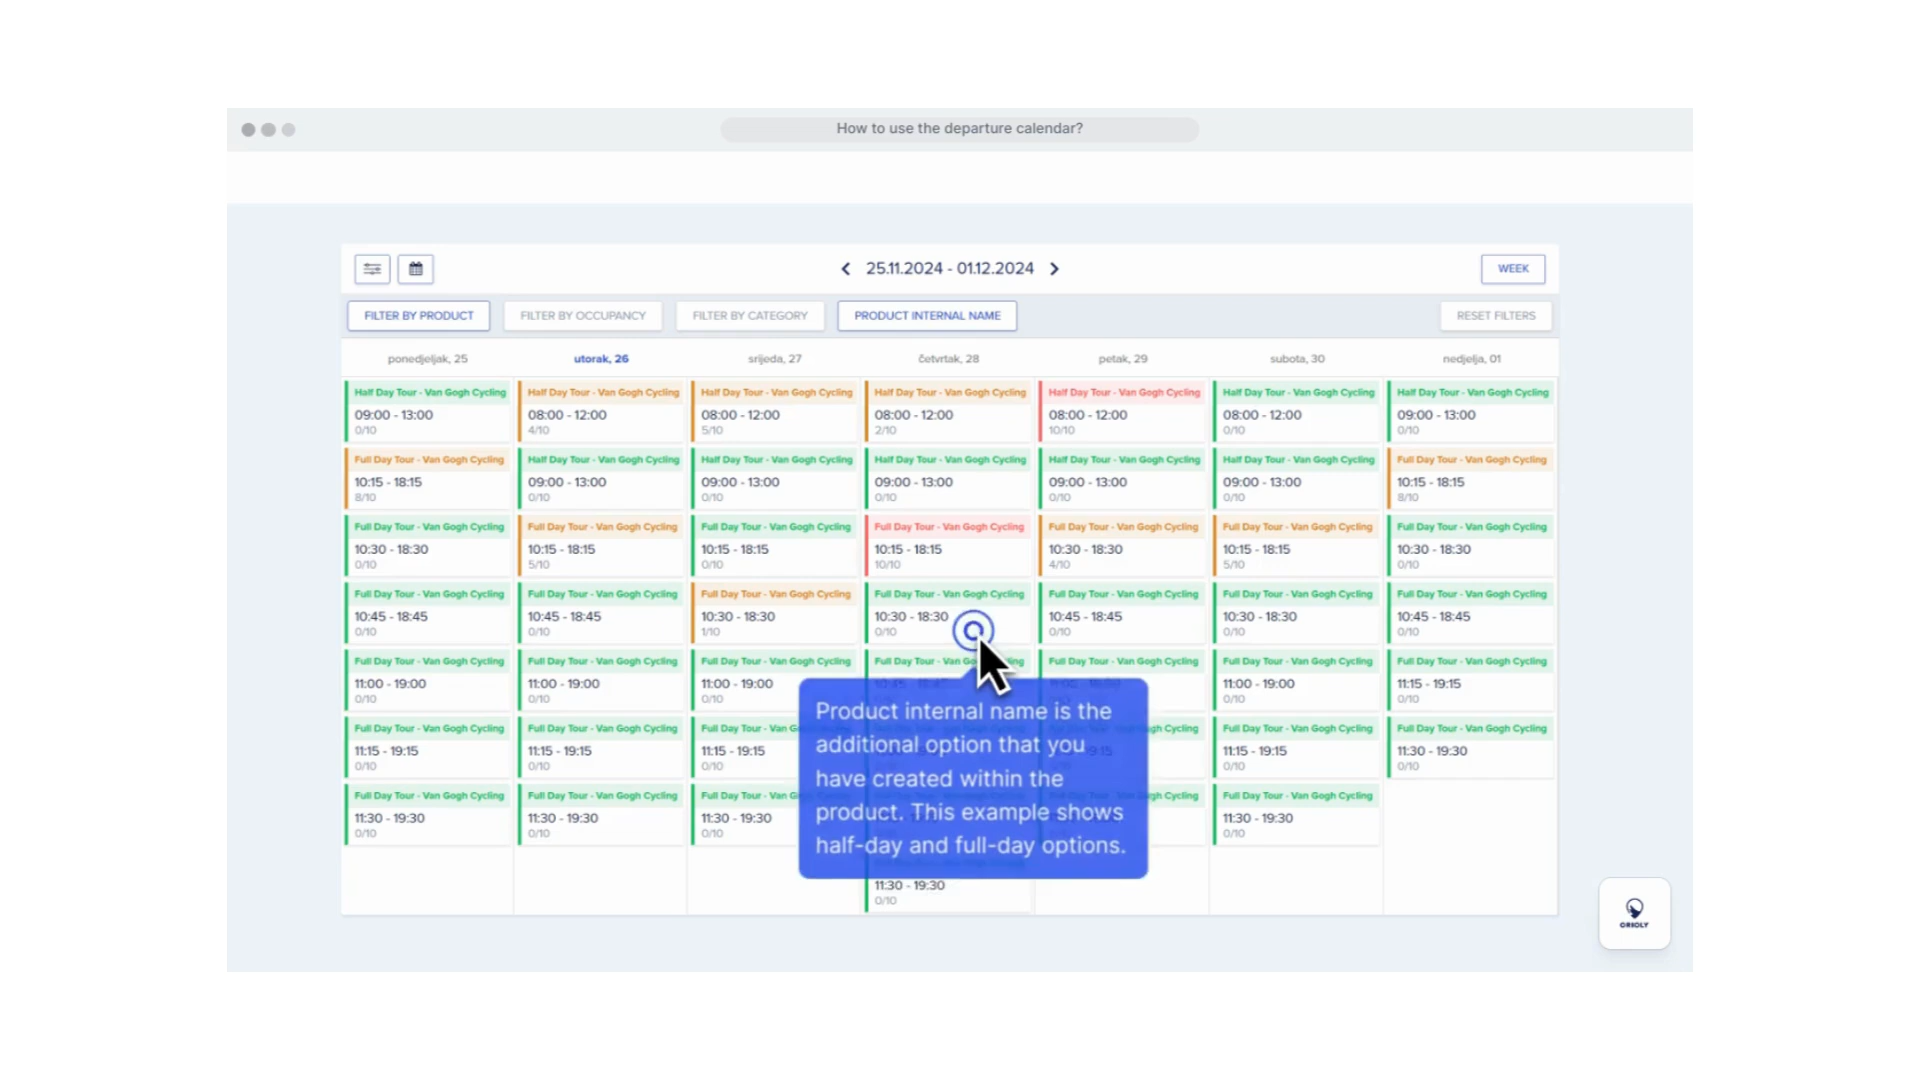 How to use the departure calendar?
25.11.2024 - 01.12.2024
WEEK
FILTER BY PRODUCT
FILTER BY OCCUPANCY
FILTER BY CATEGORY
PRODUCT INTERNAL NAME
RESET FILTERS
ponedjeljak, 25
utorak, 26
srijeda, 27
četvrtak, 28
petak, 29
subota, 30
nedjelja, 01
Half Day Tour - Van Gogh Cycling
09:00 - 13:00
0/10
Full Day Tour - Van Gogh Cycling
10:15 - 18:15
8/10
Full Day Tour - Van Gogh Cycling
10:30 - 18:30
0/10
Full Day Tour - Van Gogh Cycling
10:45 - 18:45
0/10
Full Day Tour - Van Gogh Cycling
11:00 - 19:00
0/10
Full Day Tour - Van Gogh Cycling
11:15 - 19:15
0/10
Full Day Tour - Van Gogh Cycling
11:30 - 19:30
0/10
Half Day Tour - Van Gogh Cycling
08:00 - 12:00
4/10
Half Day Tour - Van Gogh Cycling
09:00 - 13:00
0/10
Full Day Tour - Van Gogh Cycling
10:15 - 18:15
5/10
Full Day Tour - Van Gogh Cycling
10:45 - 18:45
0/10
Full Day Tour - Van Gogh Cycling
11:00 - 19:00
0/10
Full Day Tour - Van Gogh Cycling
11:15 - 19:15
0/10
Full Day Tour - Van Gogh Cycling
11:30 - 19:30
0/10
Half Day Tour - Van Gogh Cycling
08:00 - 12:00
5/10
Half Day Tour - Van Gogh Cycling
09:00 - 13:00
0/10
Full Day Tour - Van Gogh Cycling
10:15 - 18:15
0/10
Full Day Tour - Van Gogh Cycling
10:30 - 18:30
1/10
Full Day Tour - Van Gogh Cycling
11:00 - 19:00
0/10
Full Day Tour - Van
11:15 - 19:15
0/10
Full Day Tour - Van
11:30 - 19:30
0/10
Half Day Tour - Van Gogh Cycling
08:00 - 12:00
2/10
Half Day Tour - Van Gogh Cycling
09:00 - 13:00
0/10
Full Day Tour - Van Gogh Cycling
10:15 - 18:15
10/10
Full Day Tour - Van Gogh Cycling
10:30 - 18:30
0/10
Full Day Tour - Van
11:30 - 19:30
0/10
Half Day Tour - Van Gogh Cycling
08:00 - 12:00
10/10
Half Day Tour - Van Gogh Cycling
09:00 - 13:00
0/10
Full Day Tour - Van Gogh Cycling
10:30 - 18:30
4/10
Full Day Tour - Van Gogh Cycling
10:45 - 18:45
0/10
Full Day Tour - Van Gogh Cycling
Cycling
Cycling
Half Day Tour - Van Gogh Cycling
08:00 - 12:00
0/10
Half Day Tour - Van Gogh Cycling
09:00 - 13:00
0/10
Full Day Tour - Van Gogh Cycling
10:15 - 18:15
5/10
Full Day Tour - Van Gogh Cycling
10:30 - 18:30
0/10
Full Day Tour - Van Gogh Cycling
11:00 - 19:00
0/10
Full Day Tour - Van Gogh Cycling
11:15 - 19:15
0/10
Full Day Tour - Van Gogh Cycling
11:30 - 19:30
0/10
Half Day Tour - Van Gogh Cycling
09:00 - 13:00
0/10
Full Day Tour - Van Gogh Cycling
10:15 - 18:15
8/10
Full Day Tour - Van Gogh Cycling
10:30 - 18:30
0/10
Full Day Tour - Van Gogh Cycling
10:45 - 18:45
0/10
Full Day Tour - Van Gogh Cycling
11:15 - 19:15
0/10
Full Day Tour - Van Gogh Cycling
11:30 - 19:30
0/10
Product internal name is the
additional option that you
have created within the
product. This example shows
half-day and full-day options.
ORIOLY